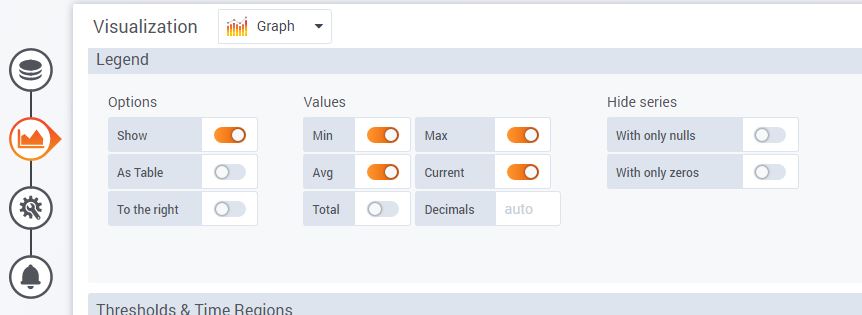 Visualization Graph
Legend
Options Values Hide series
Show Min Max With only nulls
As Table Avg Current With only zeros
To the right Total Decimals auto
Thresholds & Time Regions